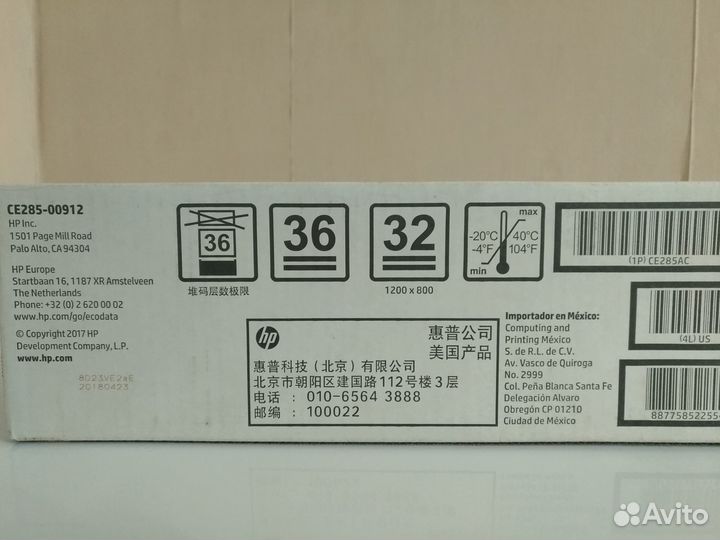 CE285-00912
HP Inc.
1501 Page Mill Road
Palo Alto, CA 94304
HP Europe
Startbaan 16, 1187 XR Amstelveen
The Netherlands
Phone: +32 (0) 2 620 00 02
www.hp.com/go/ecodata
© Copyright 2017 HP
Development Company, L.P.
www.hp.com
8D23VE2WE
20180423
36
堆码层数极限
36
32
1200 x 800
max
-20°C 40°C
-4°F 104°F
min
(1P) CE285AC
hp
惠普公司
美国产品
惠普科技（北京）有限公司
北京市朝阳区建国路112号楼3层
电话：010-6564 3888
邮编：100022
Importador en México:
Computing and
Printing México
S. de R.L. de C.V.
Av. Vasco de Quiroga
No. 2999
Col. Peña Blanca Santa Fe
Delegación Alvaro
Obregón CP 01210
Ciudad de México
(4L) US
8877585225
Avito